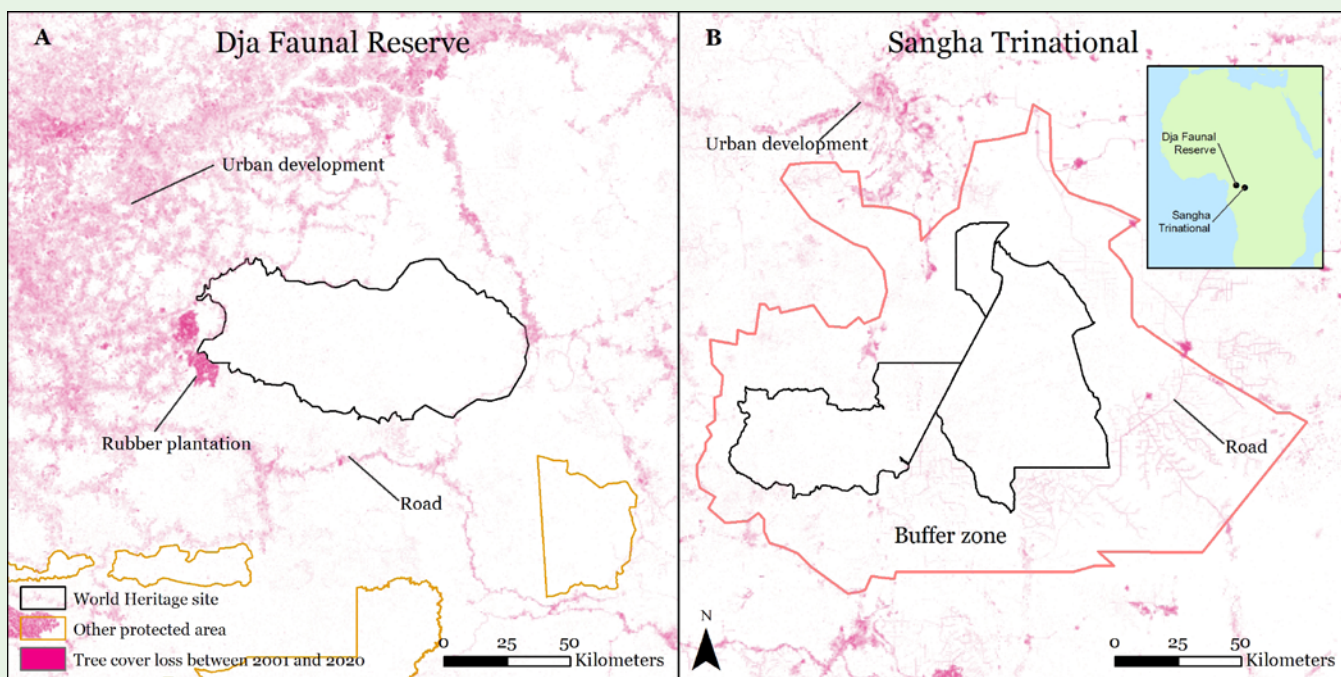 A
Dja Faunal Reserve
Urban development
Rubber plantation
Road
World Heritage site
Other protected area
Tree cover loss between 2001 and 2020
0 25 50
Kilometers
B
Sangha Trinational
Urban development
Dja Faunal
Reserve
Sangha
Trinational
Road
Buffer zone
N
0 25 50
Kilometers